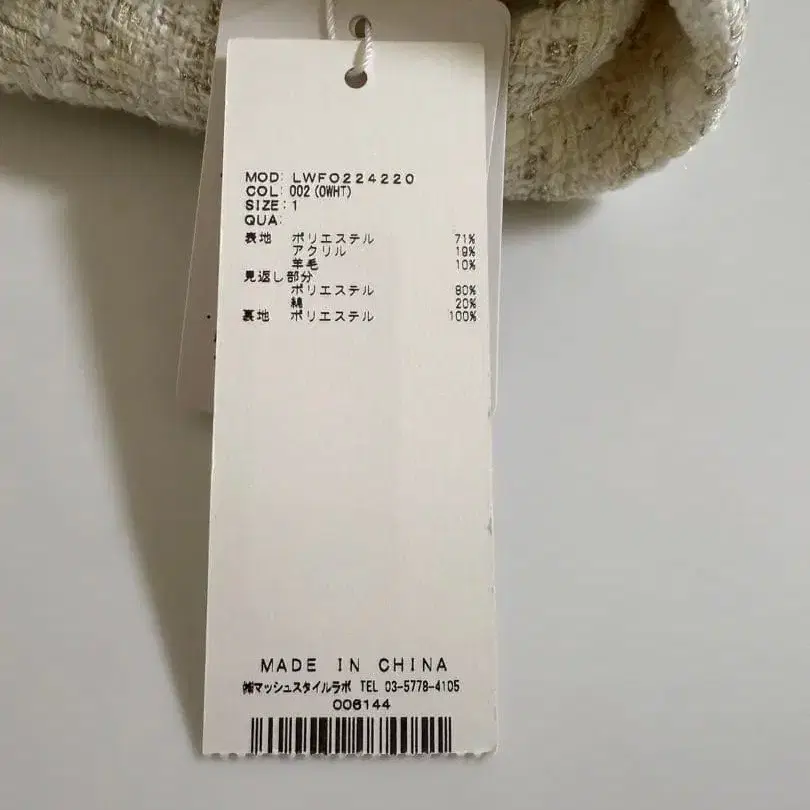 MOD: LWFO224220
COL: 002(OWHT)
SIZE:1
QUA:
表地 ポリエステル 71%
アクリル 19%
羊毛 10%
見返し部分
ポリエステル 80%
綿 20%
裏地 ポリエステル 100%
MADE IN CHINA
㈱マッシュスタイルラボ TEL 03-5778-4105
006144